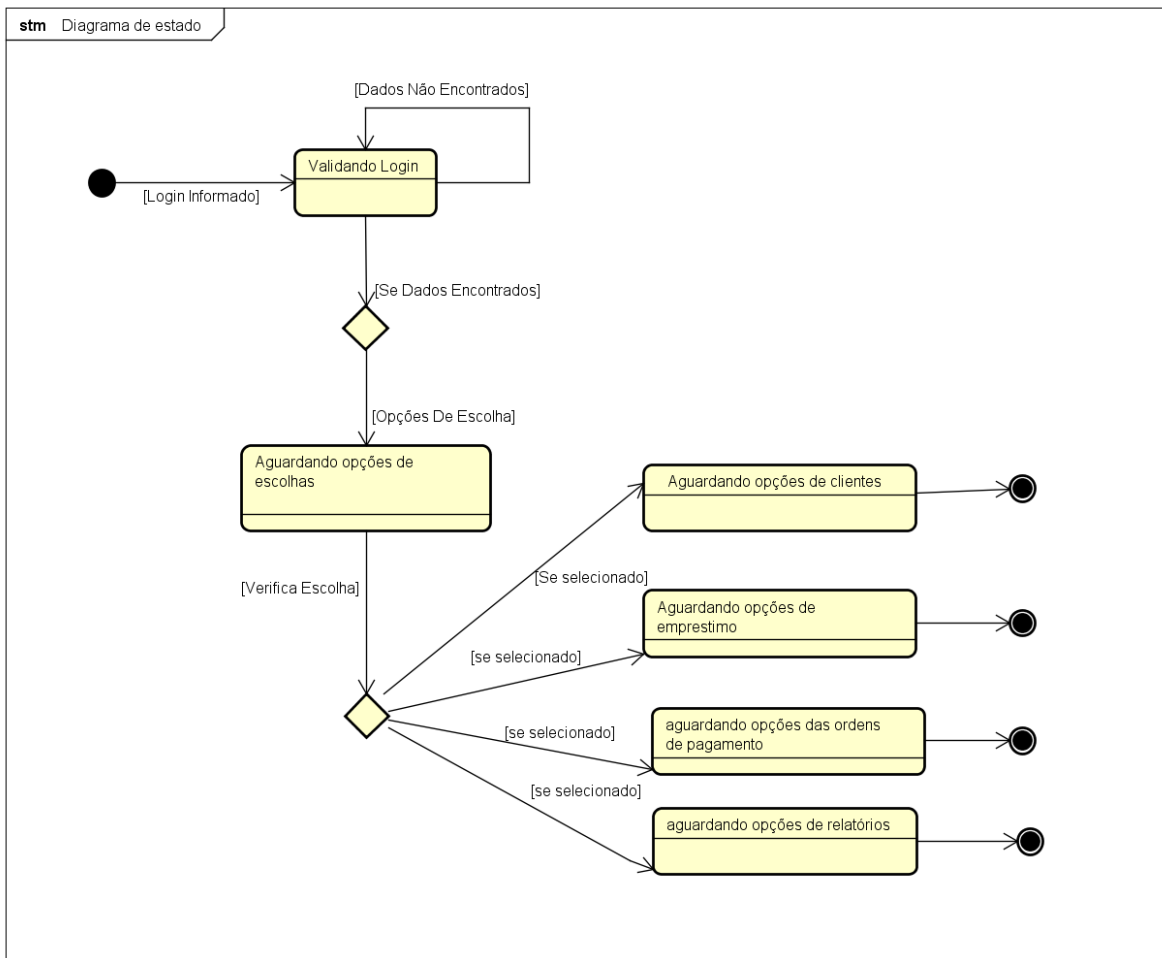 stm Diagrama de estado
[Dados Não Encontrados]
Validando Login
[Login Informado]
[Se Dados Encontrados]
[Opções De Escolha]
Aguardando opções de
escolhas
Aguardando opções de clientes
[Verifica Escolha]
[Se selecionado]
Aguardando opções de
emprestimo
[se selecionado]
aguardando opções das ordens
de pagamento
[se selecionado]
[se selecionado]
aguardando opções de relatórios